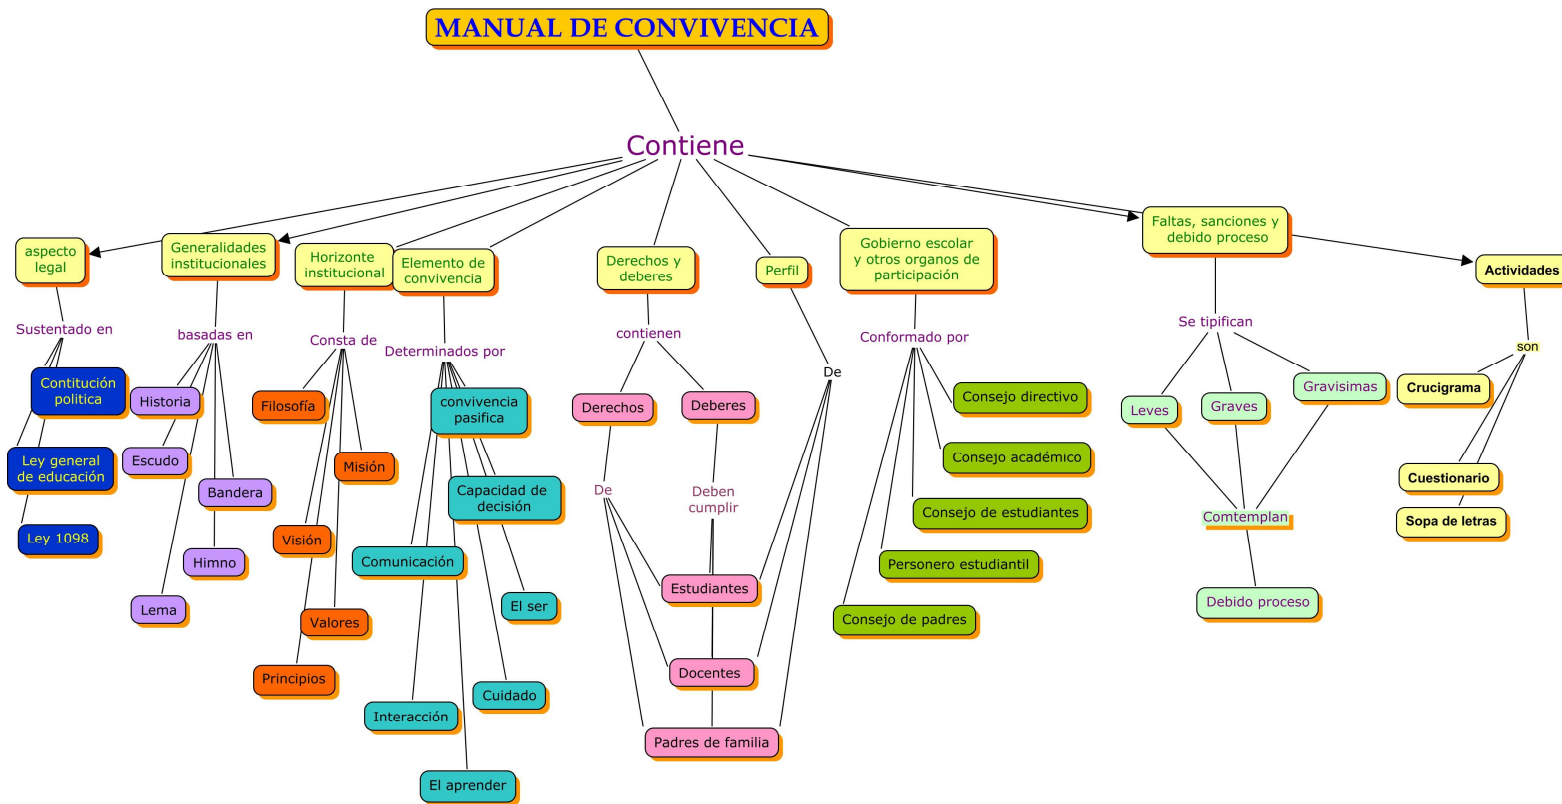 MANUAL DE CONVIVENCIA
Contiene
aspecto
legal
Sustentado en
Contitución
politica
Ley general
de educación
Ley 1098
Generalidades
institucionales
basadas en
Historia
Escudo
Bandera
Himno
Lema
Horizonte
institucional
Consta de
Filosofía
Misión
Visión
Valores
Principios
Elemento de
convivencia
Determinados por
convivencia
pasifica
Capacidad de
decisión
Comunicación
El ser
Cuidado
Interacción
El aprender
Derechos y
deberes
contienen
Derechos
Deberes
De
Deben
cumplir
Estudiantes
Docentes
Padres de familia
Perfil
De
Gobierno escolar
y otros organos de
participación
Conformado por
Consejo directivo
Consejo académico
Consejo de estudiantes
Personero estudiantil
Consejo de padres
Faltas, sanciones y
debido proceso
Se tipifican
Leves
Graves
Gravisimas
Comtemplan
Debido proceso
Actividades
son
Crucigrama
Cuestionario
Sopa de letras